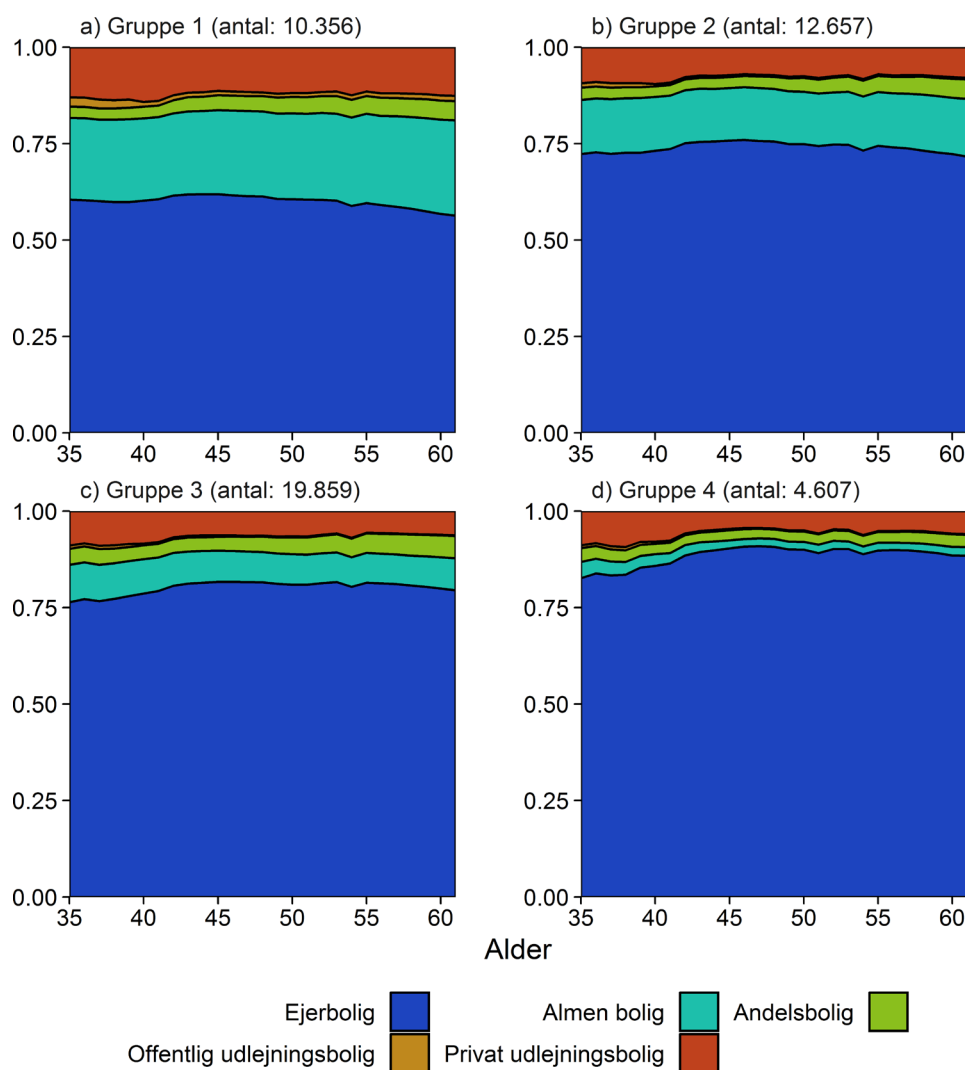 a) Gruppe 1 (antal: 10.356)
1.00
0.75
0.50
0.25
0.00
35 40 45 50 55 60
b) Gruppe 2 (antal: 12.657)
1.00
0.75
0.50
0.25
0.00
35 40 45 50 55 60
c) Gruppe 3 (antal: 19.859)
1.00
0.75
0.50
0.25
0.00
35 40 45 50 55 60
d) Gruppe 4 (antal: 4.607)
1.00
0.75
0.50
0.25
0.00
35 40 45 50 55 60
Alder
Ejerbolig Almen bolig Andelsbolig
Offentlig udlejningsbolig Privat udlejningsbolig